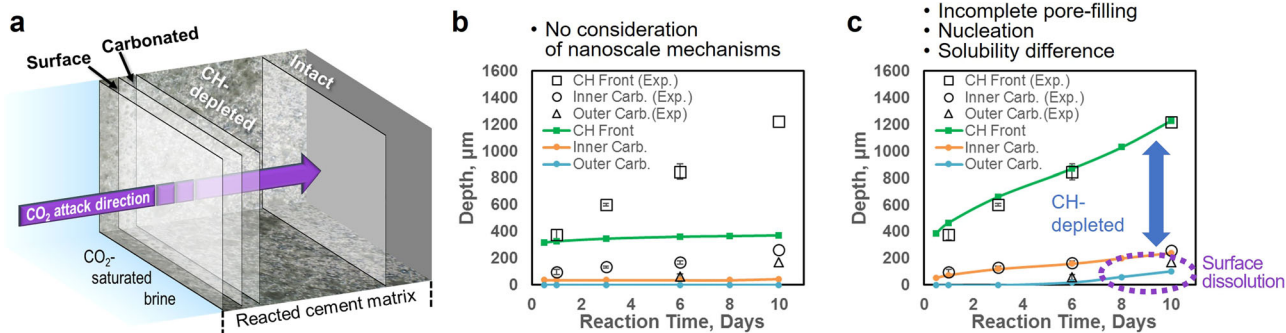 a
Surface
Carbonated
CH-
depleted
Intact
CO₂ attack direction
CO₂-
saturated
brine
Reacted cement matrix
b
• No consideration
of nanoscale mechanisms
1600
1400
1200
1000
800
600
400
200
0
Depth, µm
CH Front (Exp.)
Inner Carb. (Exp.)
Outer Carb.(Exp)
CH Front
Inner Carb.
Outer Carb.
0 2 4 6 8 10
Reaction Time, Days
c
• Incomplete pore-filling
• Nucleation
• Solubility difference
1600
1400
1200
1000
800
600
400
200
0
Depth, µm
CH Front (Exp.)
Inner Carb. (Exp.)
Outer Carb.(Exp)
CH Front
Inner Carb.
Outer Carb.
CH-
depleted
Surface
dissolution
0 2 4 6 8 10
Reaction Time, Days